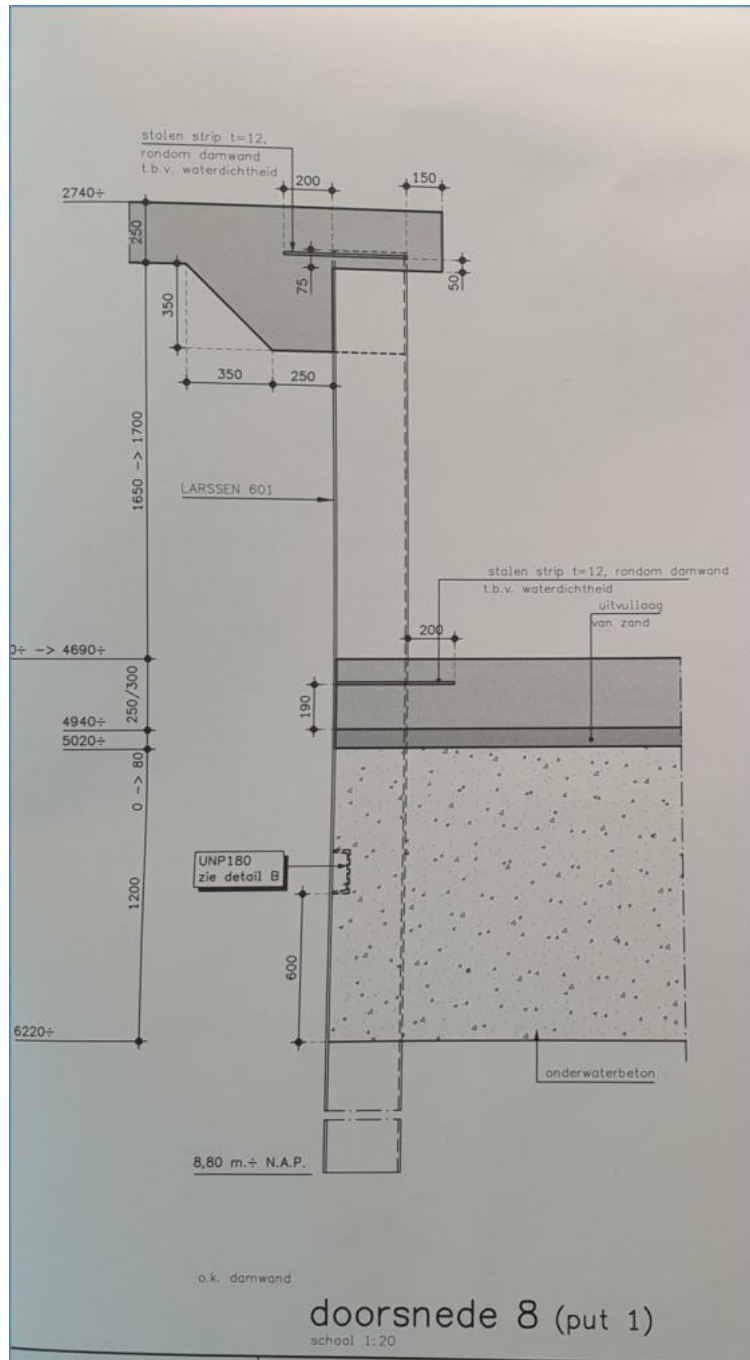 stalen strip t=12,
rondom damwand
t.b.v. waterdichtheid
200
150
2740÷
250
75
50
350
350
250
1650 -> 1700
LARSSEN 601
stalen strip t=12, rondom damwand
t.b.v. waterdichtheid
uitvullaag
van zand
200
-> 4690÷
250/300
190
4940÷
5020÷
0 -> 80
UNP180
zie detail B
1200
600
6220÷
onderwaterbeton
8,80 m.÷ N.A.P.
o.k. damwand
doorsnede 8 (put 1)
schaal 1:20